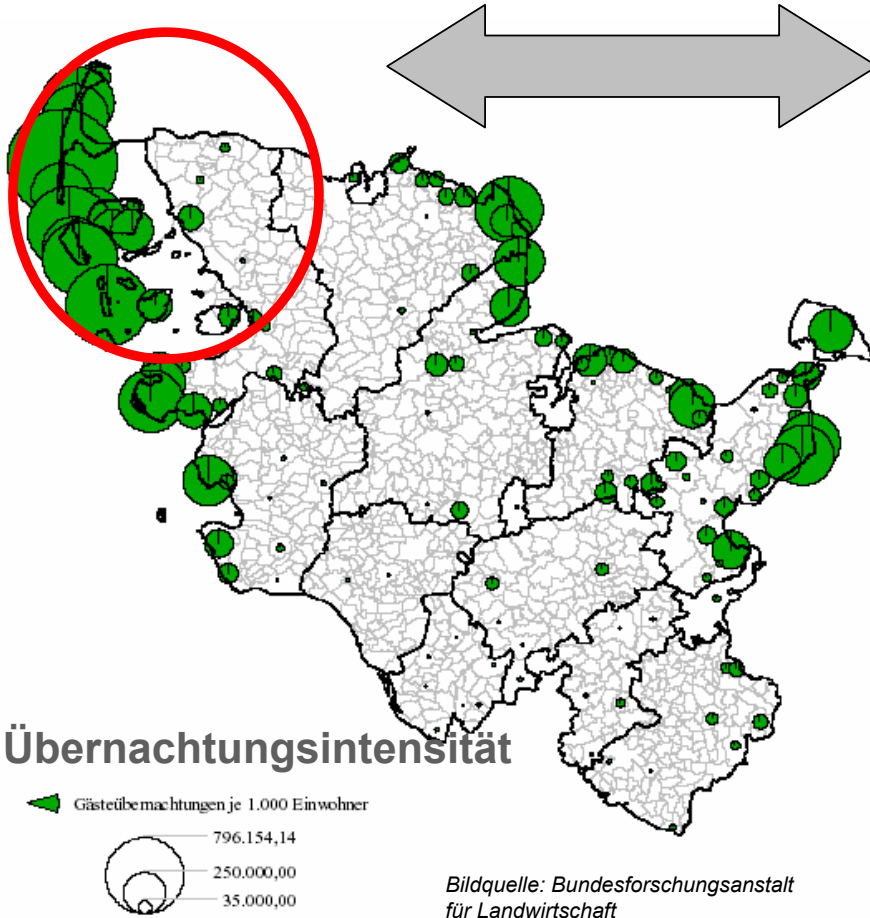 Übernachtungsintensität
Gästeübernachtungen je 1.000 Einwohner
796.154,14
250.000,00
35.000,00
Bildquelle: Bundesforschungsanstalt
für Landwirtschaft